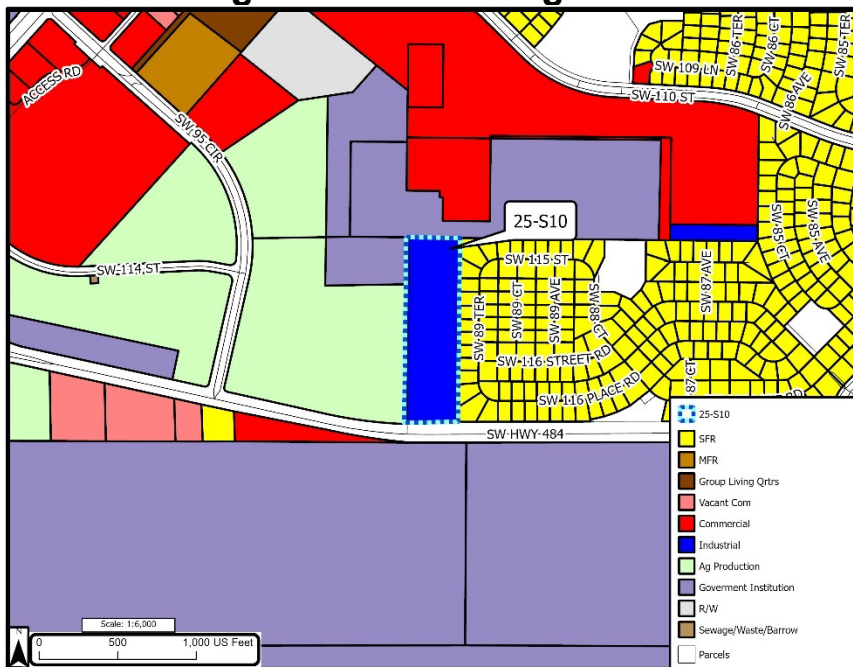 SW 86 TER
SW 86 CT
SW 85 TER
SW 109 LN
SW 86 AVE
SW 110 ST
ACCESS RD
SW 95 CIR
25-S10
SW 85 CT
SW 85 AVE
SW 114 ST
SW 115 ST
SW 89 TER
SW 89 CT
SW 89 AVE
SW 88 CT
SW 87 AVE
SW 116 STREET RD
SW 116 PLACE RD
87 CT
SW HWY 484
25-S10
SFR
MFR
Group Living Qrtrs
Vacant Com
Commercial
Industrial
Ag Production
Goverment Institution
R/W
Sewage/Waste/Barrow
Parcels
Scale: 1:6,000
N
0 500 1,000 US Feet